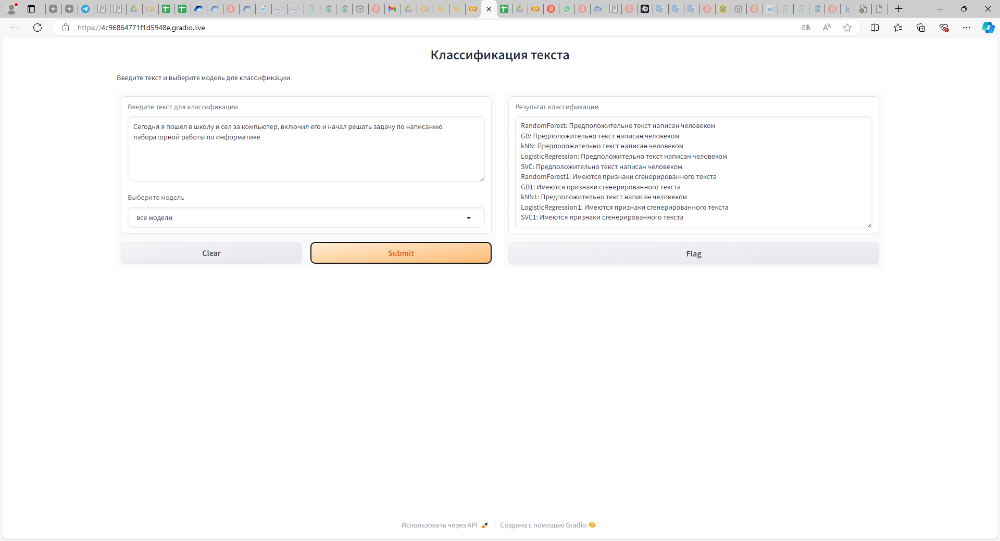 https://4c96864771f1d5948e.gradio.live
Классификация текста
Введите текст и выберите модель для классификации.
Введите текст для классификации
Сегодня я пошел в школу и сел за компьютер, включил его и начал решать задачу по написанию
лабораторной работы по информатике
Выберите модель
все модели
Clear
Submit
Результат классификации
RandomForest: Предположительно текст написан человеком
GB: Предположительно текст написан человеком
kNN: Предположительно текст написан человеком
LogisticRegression: Предположительно текст написан человеком
SVC: Предположительно текст написан человеком
RandomForest1: Имеются признаки сгенерированного текста
GB1: Имеются признаки сгенерированного текста
kNN1: Предположительно текст написан человеком
LogisticRegression1: Имеются признаки сгенерированного текста
SVC1: Имеются признаки сгенерированного текста
Flag
Использовать через API · Создано с помощью Gradio